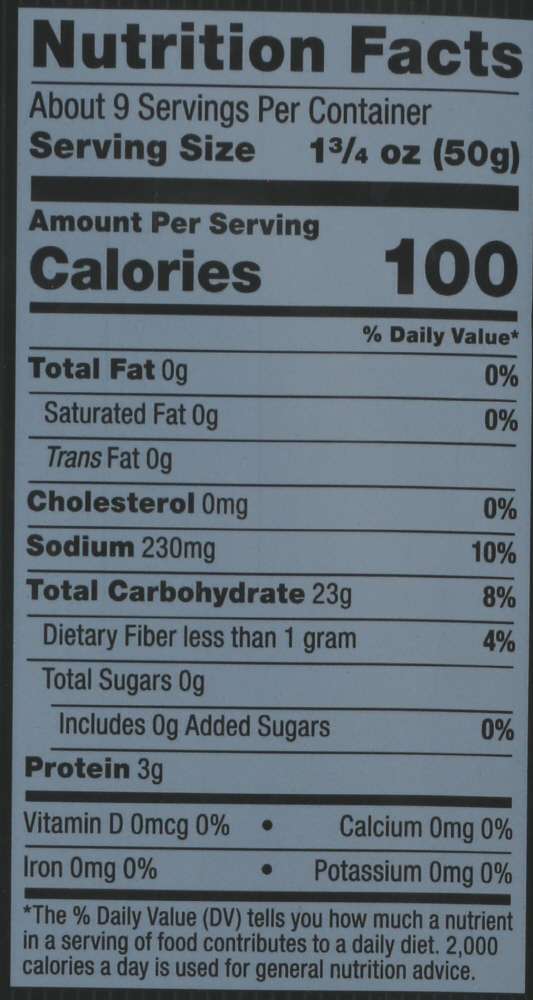 Nutrition Facts
About 9 Servings Per Container
Serving Size 1³/₄ oz (50g)
Amount Per Serving
Calories 100
% Daily Value*
Total Fat 0g 0%
Saturated Fat 0g 0%
Trans Fat 0g
Cholesterol 0mg 0%
Sodium 230mg 10%
Total Carbohydrate 23g 8%
Dietary Fiber less than 1 gram 4%
Total Sugars 0g
Includes 0g Added Sugars 0%
Protein 3g
Vitamin D 0mcg 0% • Calcium 0mg 0%
Iron 0mg 0% • Potassium 0mg 0%
*The % Daily Value (DV) tells you how much a nutrient
in a serving of food contributes to a daily diet. 2,000
calories a day is used for general nutrition advice.